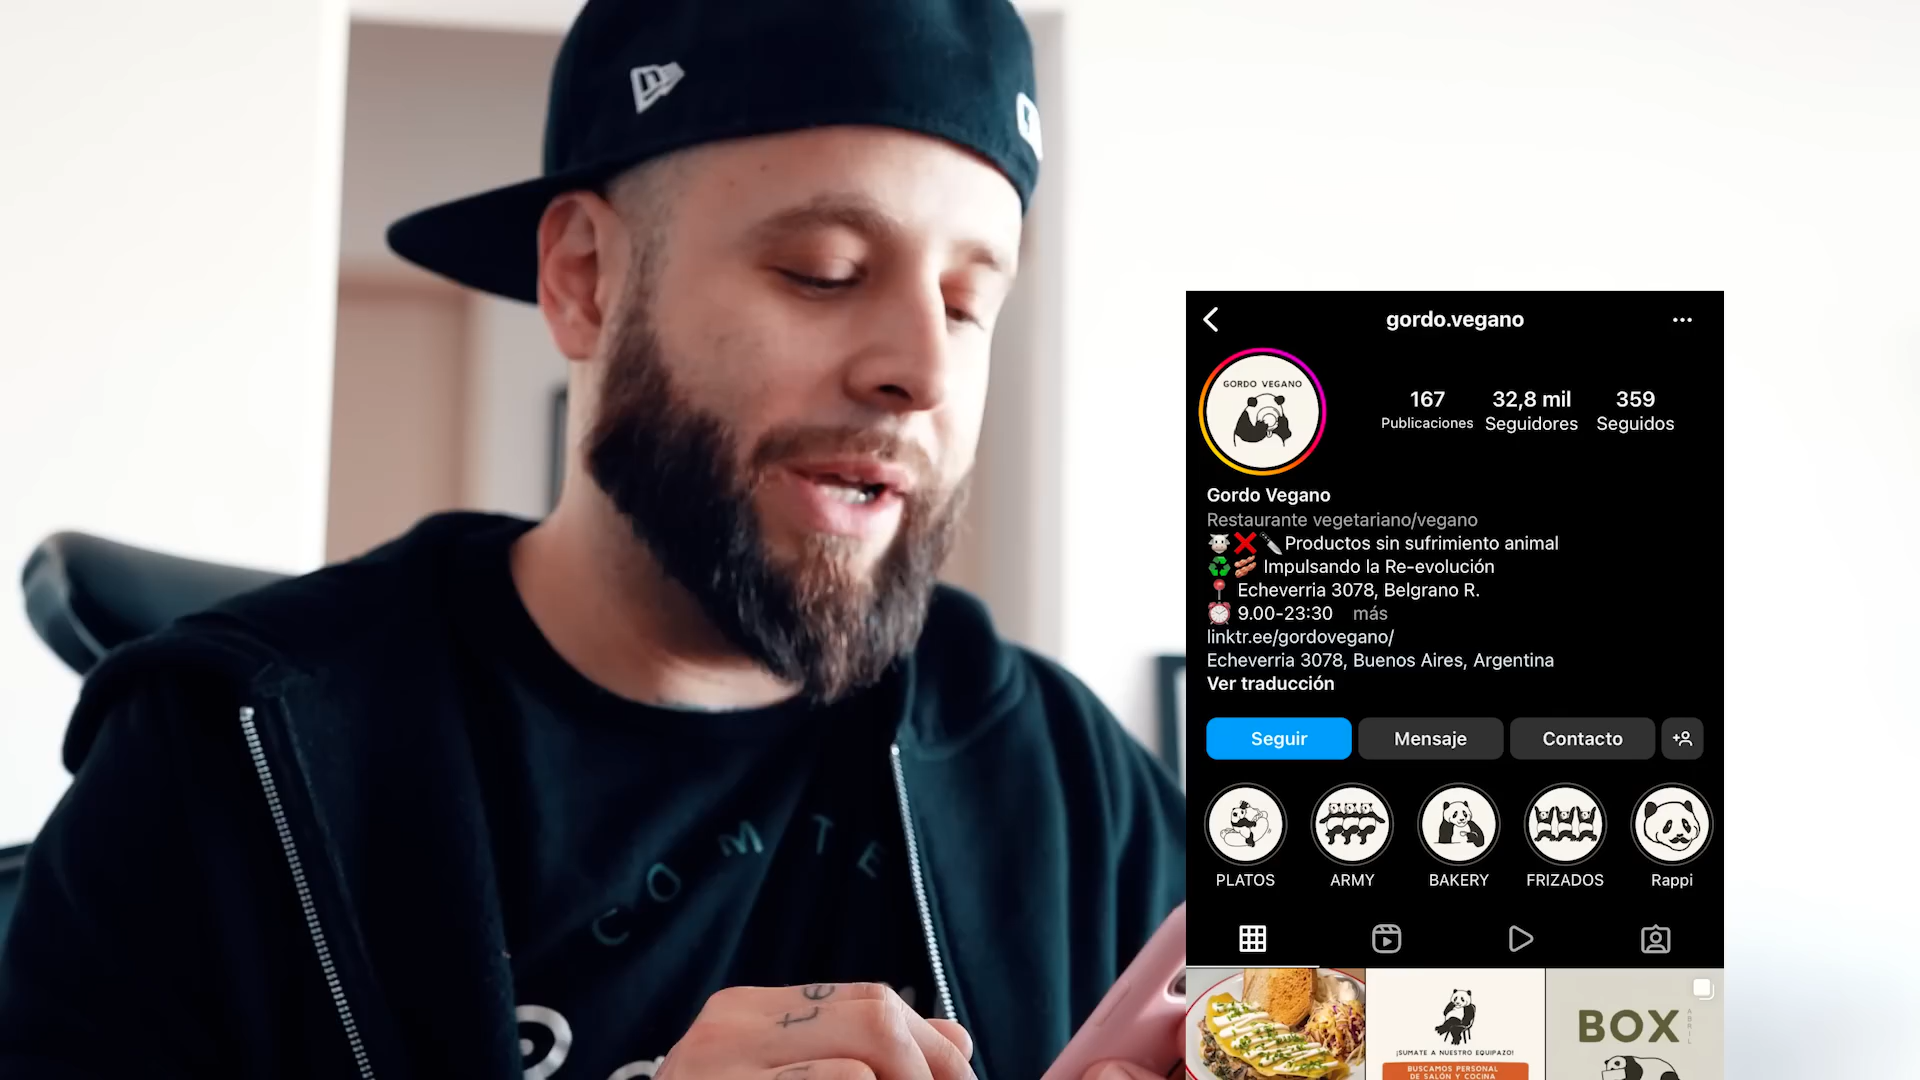 gordo.vegano
GORDO VEGANO
167
Publicaciones
32,8 mil
Seguidores
359
Seguidos
Gordo Vegano
Restaurante vegetariano/vegano
🐮❌🔪Productos sin sufrimiento animal
♻️🥓 Impulsando la Re-evolución
📍 Echeverria 3078, Belgrano R.
⏰ 9.00-23:30 más
linktr.ee/gordovegano/
Echeverria 3078, Buenos Aires, Argentina
Ver traducción
Seguir
Mensaje
Contacto
PLATOS
ARMY
BAKERY
FRIZADOS
Rappi
¡SUMATE A NUESTRO EQUIPAZO!
BUSCAMOS PERSONAL
DE SALÓN Y COCINA
BOX
ABRIL
COMTE
te